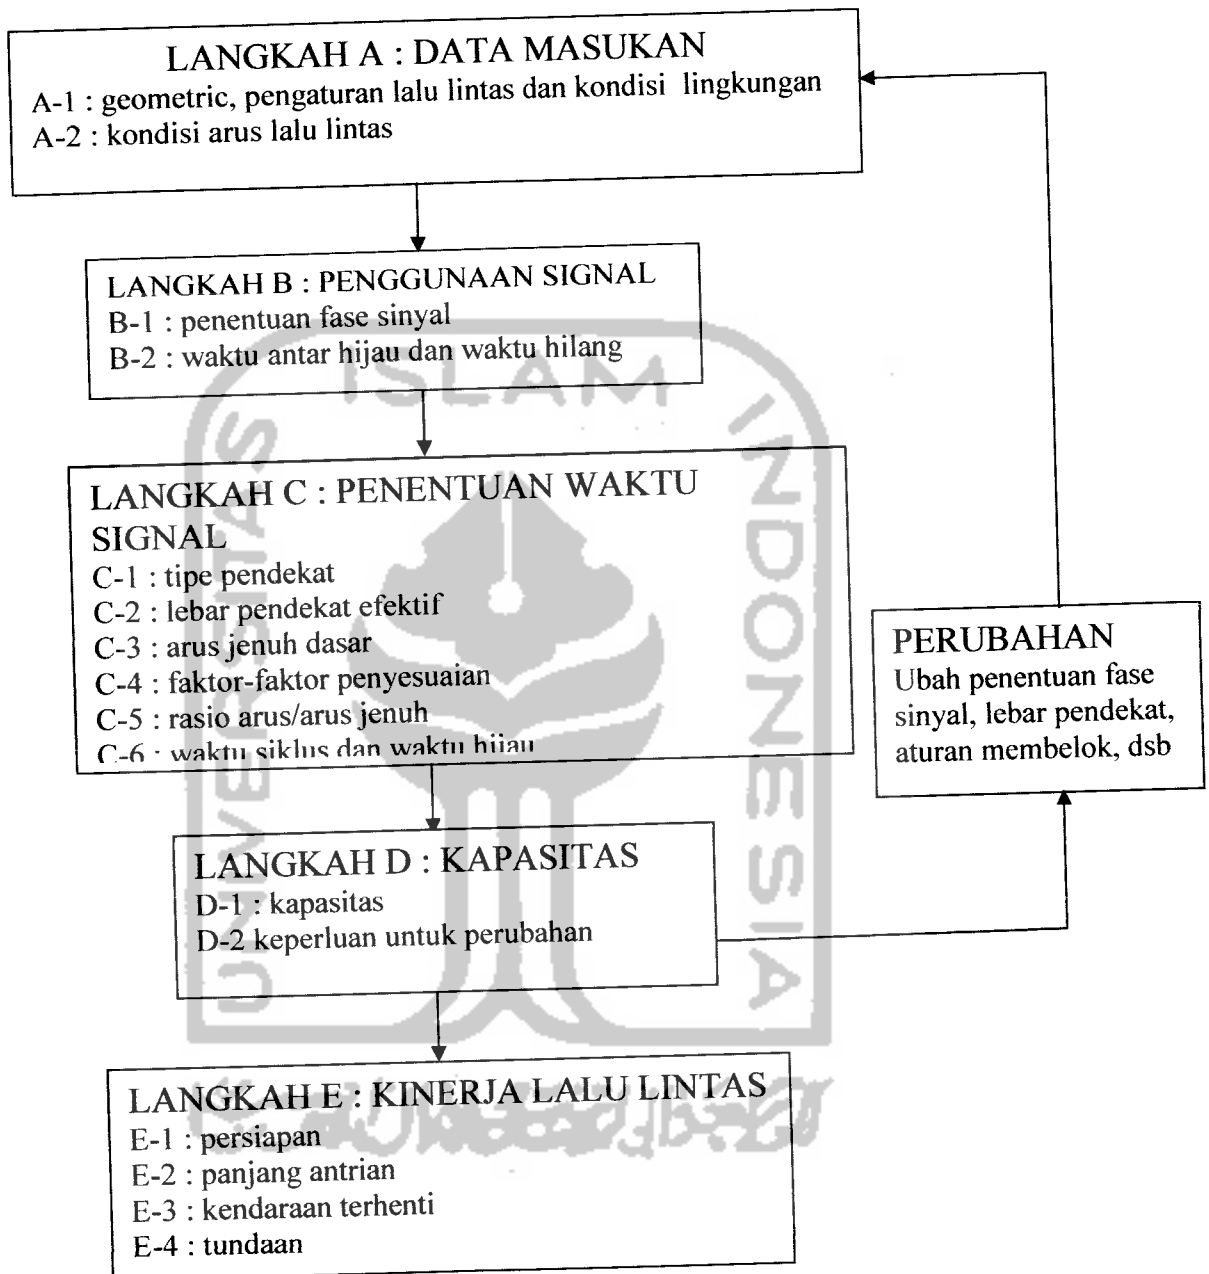 LANGKAH A : DATA MASUKAN
A-1 : geometric, pengaturan lalu lintas dan kondisi lingkungan
A-2 : kondisi arus lalu lintas
LANGKAH B : PENGGUNAAN SIGNAL
B-1 : penentuan fase sinyal
B-2 : waktu antar hijau dan waktu hilang
LANGKAH C : PENENTUAN WAKTU
SIGNAL
C-1 : tipe pendekat
C-2 : lebar pendekat efektif
C-3 : arus jenuh dasar
C-4 : faktor-faktor penyesuaian
C-5 : rasio arus/arus jenuh
C-6 : waktu siklus dan waktu hijau
PERUBAHAN
Ubah penentuan fase
sinyal, lebar pendekat,
aturan membelok, dsb
LANGKAH D : KAPASITAS
D-1 : kapasitas
D-2 keperluan untuk perubahan
LANGKAH E : KINERJA LALU LINTAS
E-1 : persiapan
E-2 : panjang antrian
E-3 : kendaraan terhenti
E-4 : tundaan
UNIVERSITAS
ISLAM
INDONESIA